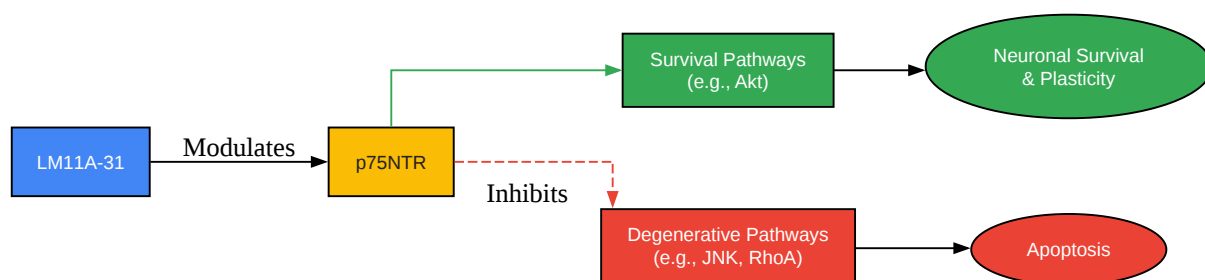 Survival Pathways
(e.g., Akt)
Neuronal Survival
& Plasticity
LM11A-31
Modulates
p75NTR
Inhibits
Degenerative Pathways
(e.g., JNK, RhoA)
Apoptosis